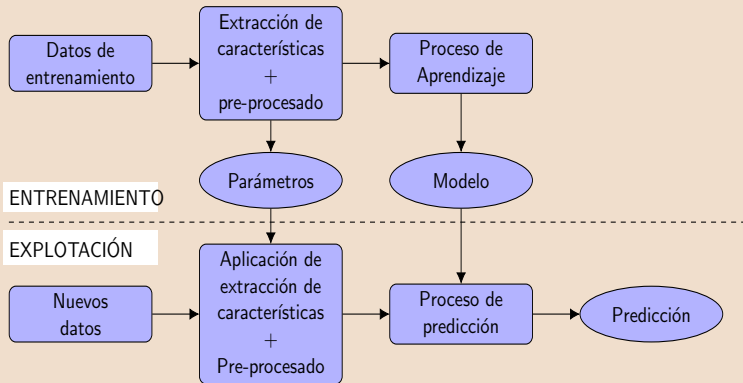 Datos de
entrenamiento
Extracción de
características
+
pre-procesado
Proceso de
Aprendizaje
Parámetros
Modelo
ENTRENAMIENTO
EXPLOTACIÓN
Nuevos
datos
Aplicación de
extracción de
características
+
Pre-procesado
Proceso de
predicción
Predicción